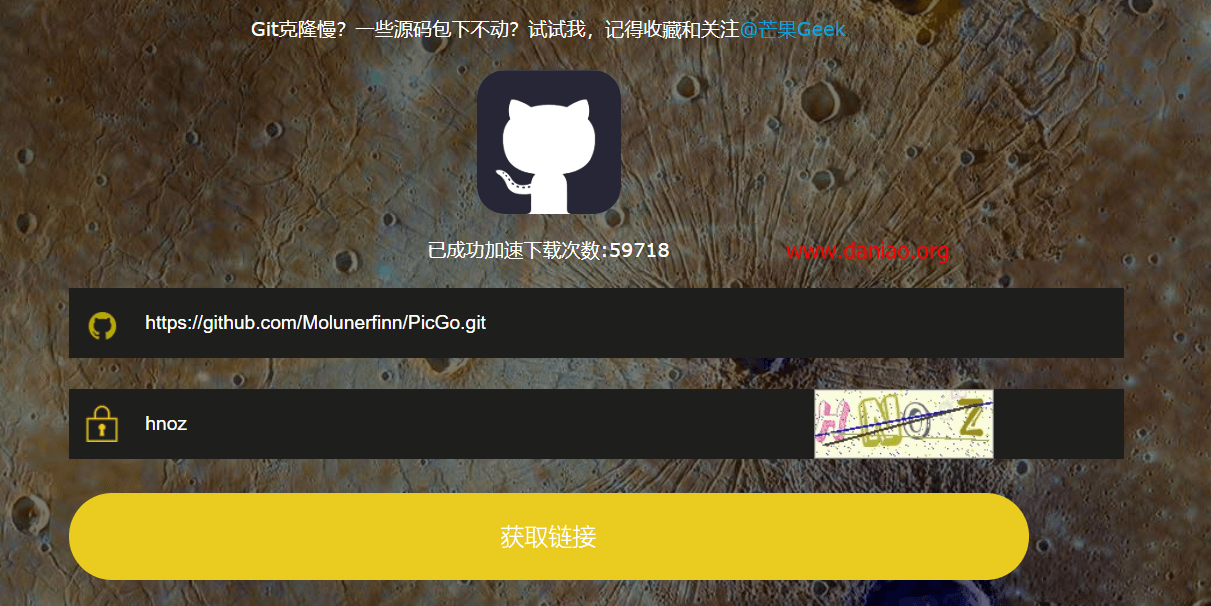 Git克隆慢？一些源码包下不动？试试我，记得收藏和关注@芒果Geek
已成功加速下载次数:59718
www.daniao.org
https://github.com/Molunerfinn/PicGo.git
hnoz
HNOZ
获取链接